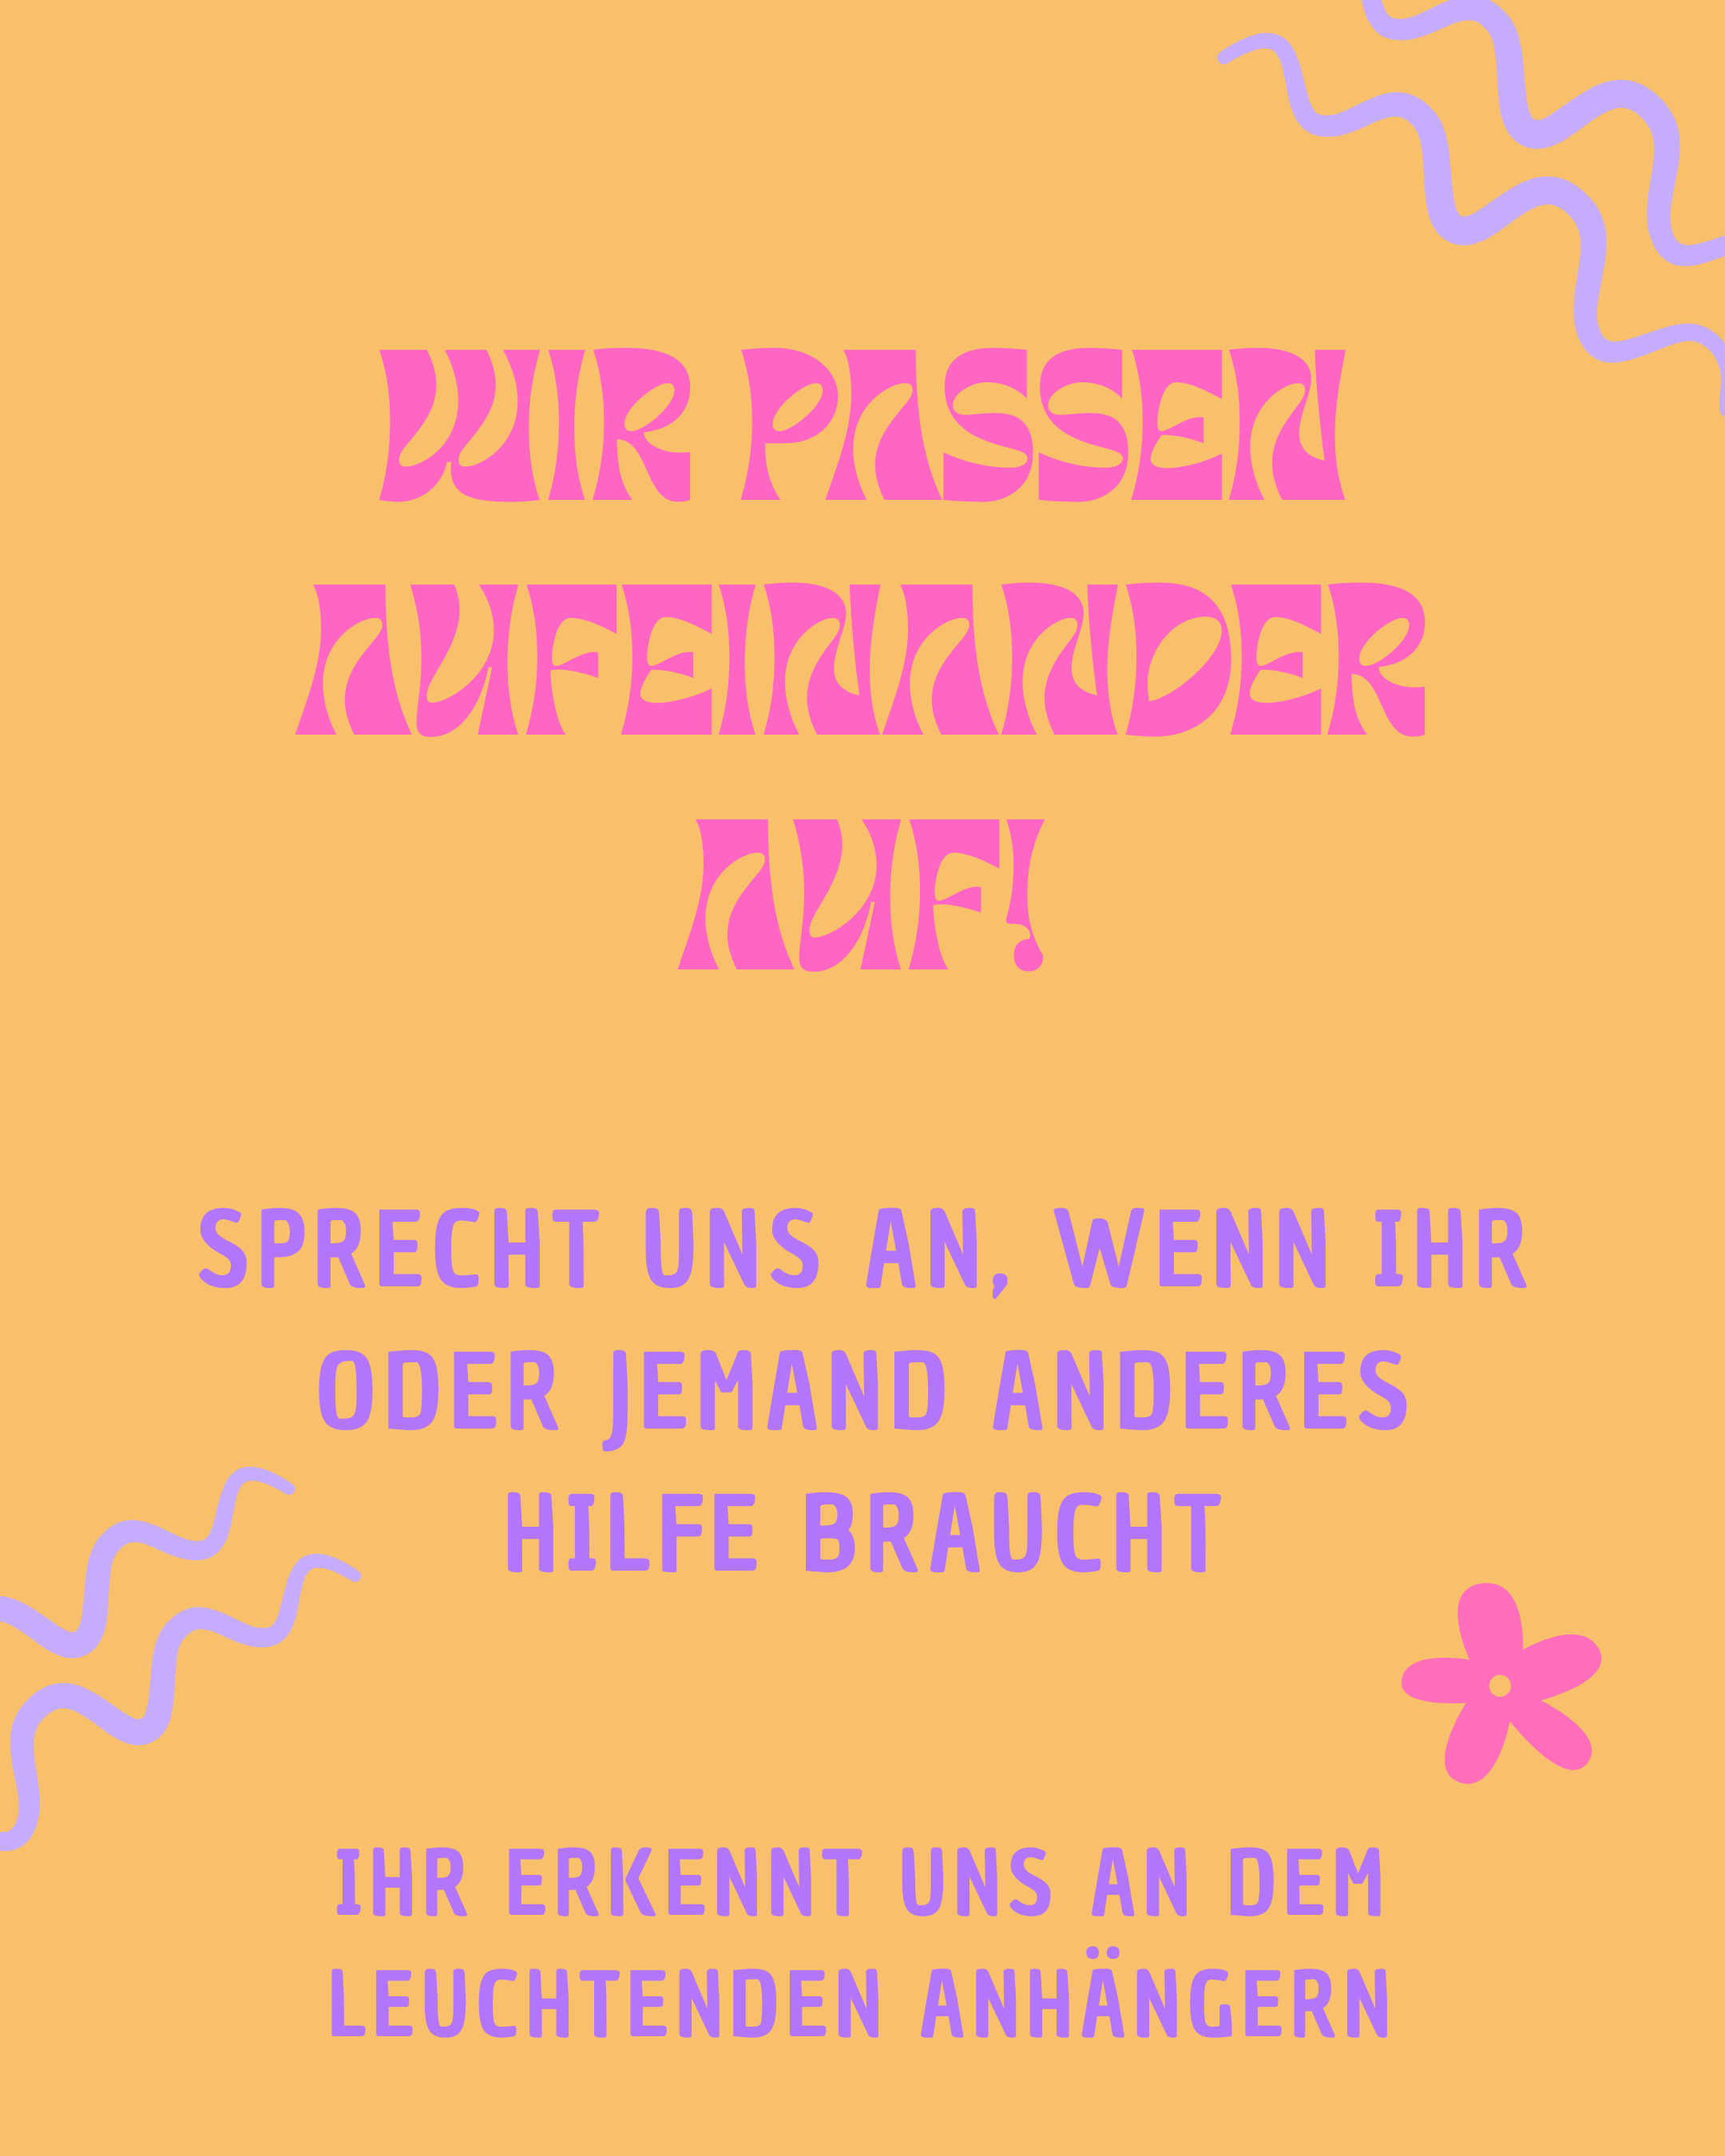 WIR PASSEN
AUFEINANDER
AUF!
SPRECHT UNS AN, WENN IHR
ODER JEMAND ANDERES
HILFE BRAUCHT
IHR ERKENNT UNS AN DEM
LEUCHTENDEN ANHÄNGERN